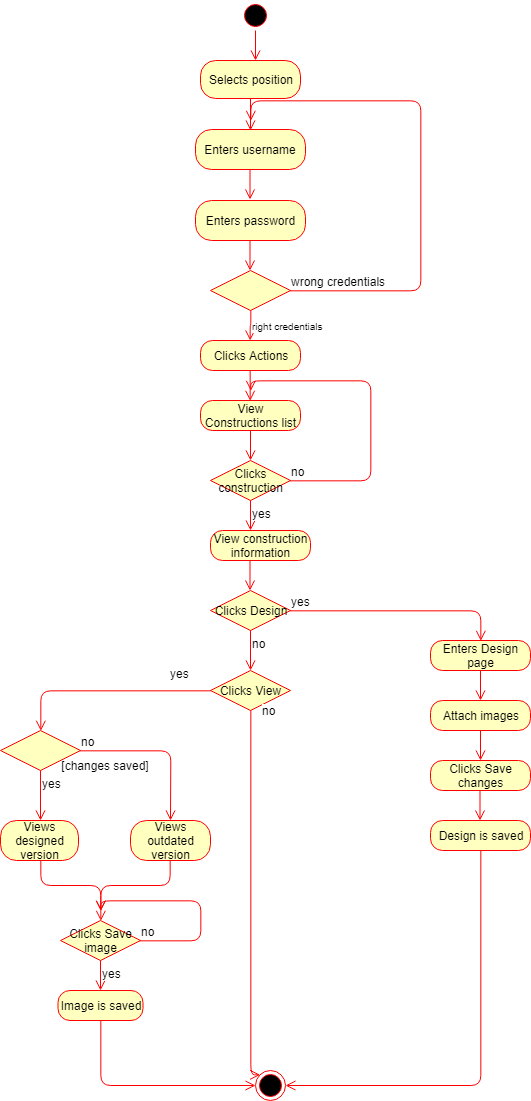 Selects position
Enters username
Enters password
wrong credentials
right credentials
Clicks Actions
View
Constructions list
Clicks
construction
no
yes
View construction
information
Clicks Design
yes
no
Enters Design
page
Clicks View
yes
no
Attach images
no
[changes saved]
yes
Clicks Save
changes
Views
designed
version
Views
outdated
version
Design is saved
Clicks Save
image
no
yes
Image is saved